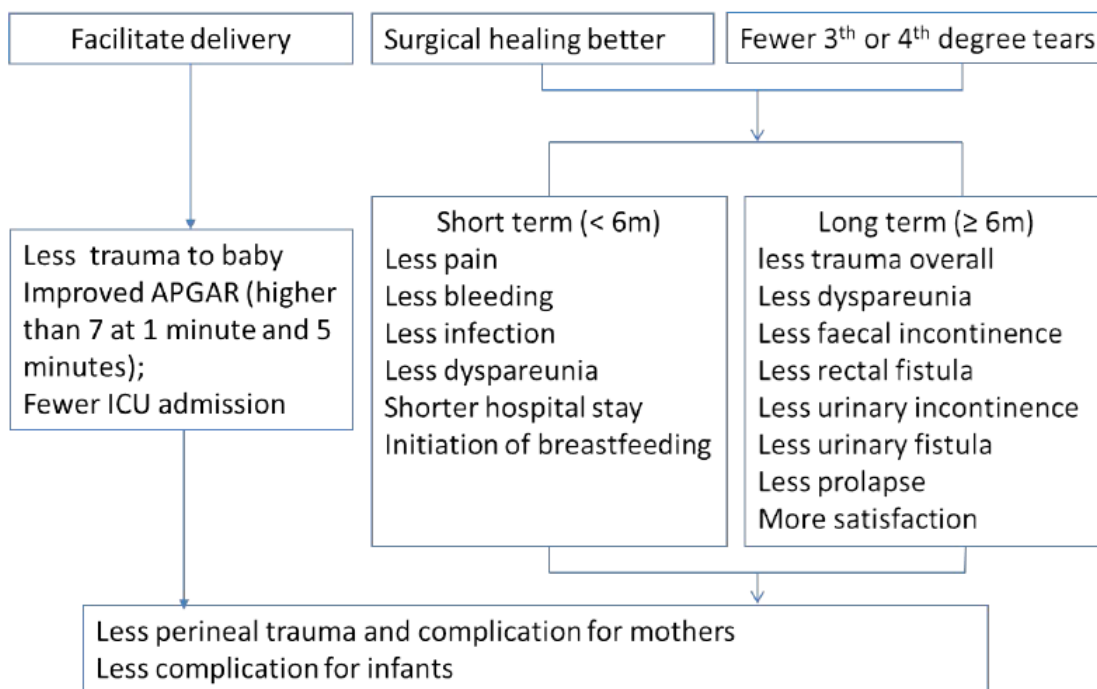 Facilitate delivery
Surgical healing better
Fewer 3th or 4th degree tears
Less trauma to baby
Improved APGAR (higher
than 7 at 1 minute and 5
minutes);
Fewer ICU admission
Short term (< 6m)
Less pain
Less bleeding
Less infection
Less dyspareunia
Shorter hospital stay
Initiation of breastfeeding
Long term (≥ 6m)
less trauma overall
Less dyspareunia
Less faecal incontinence
Less rectal fistula
Less urinary incontinence
Less urinary fistula
Less prolapse
More satisfaction
Less perineal trauma and complication for mothers
Less complication for infants